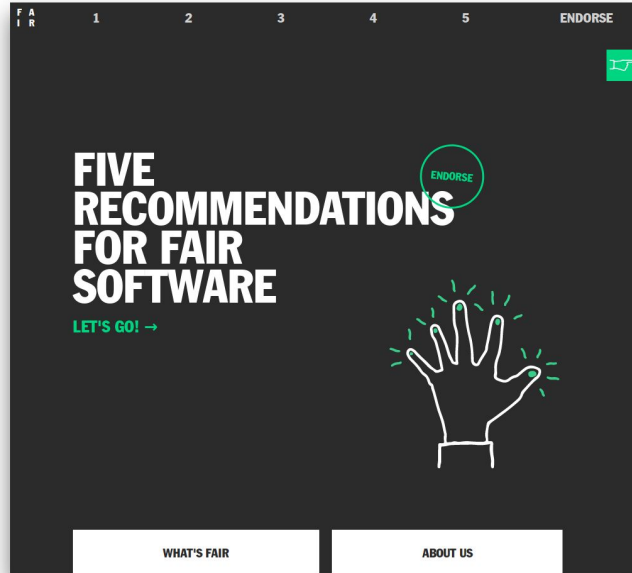 F A
I R
1 2 3 4 5 ENDORSE
ENDORSE
FIVE
RECOMMENDATIONS
FOR FAIR
SOFTWARE
LET'S GO! →
WHAT'S FAIR
ABOUT US